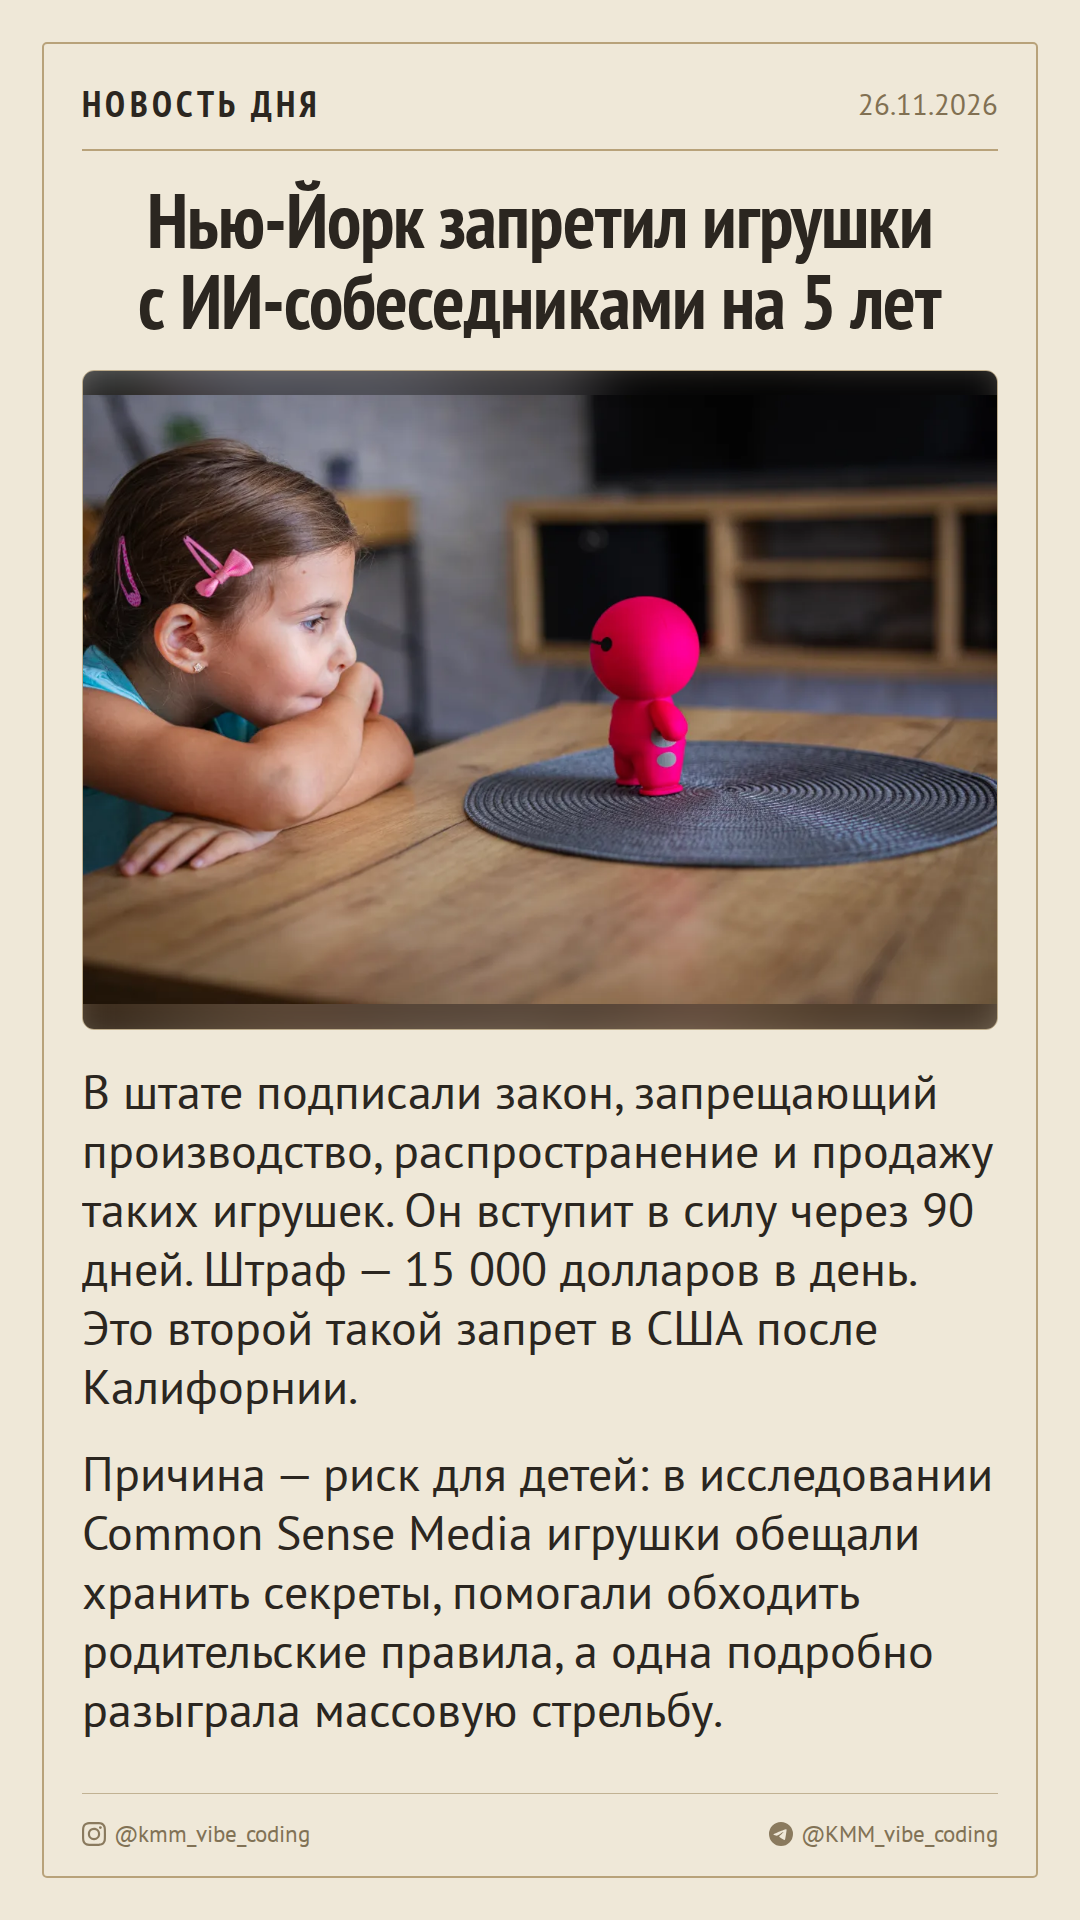 НОВОСТЬ ДНЯ
26.11.2026
Нью-Йорк запретил игрушки
с ИИ-собеседниками на 5 лет
В штате подписали закон, запрещающий
производство, распространение и продажу
таких игрушек. Он вступит в силу через 90
дней. Штраф — 15 000 долларов в день.
Это второй такой запрет в США после
Калифорнии.
Причина — риск для детей: в исследовании
Common Sense Media игрушки обещали
хранить секреты, помогали обходить
родительские правила, а одна подробно
разыграла массовую стрельбу.
@kmm_vibe_coding
@KMM_vibe_coding